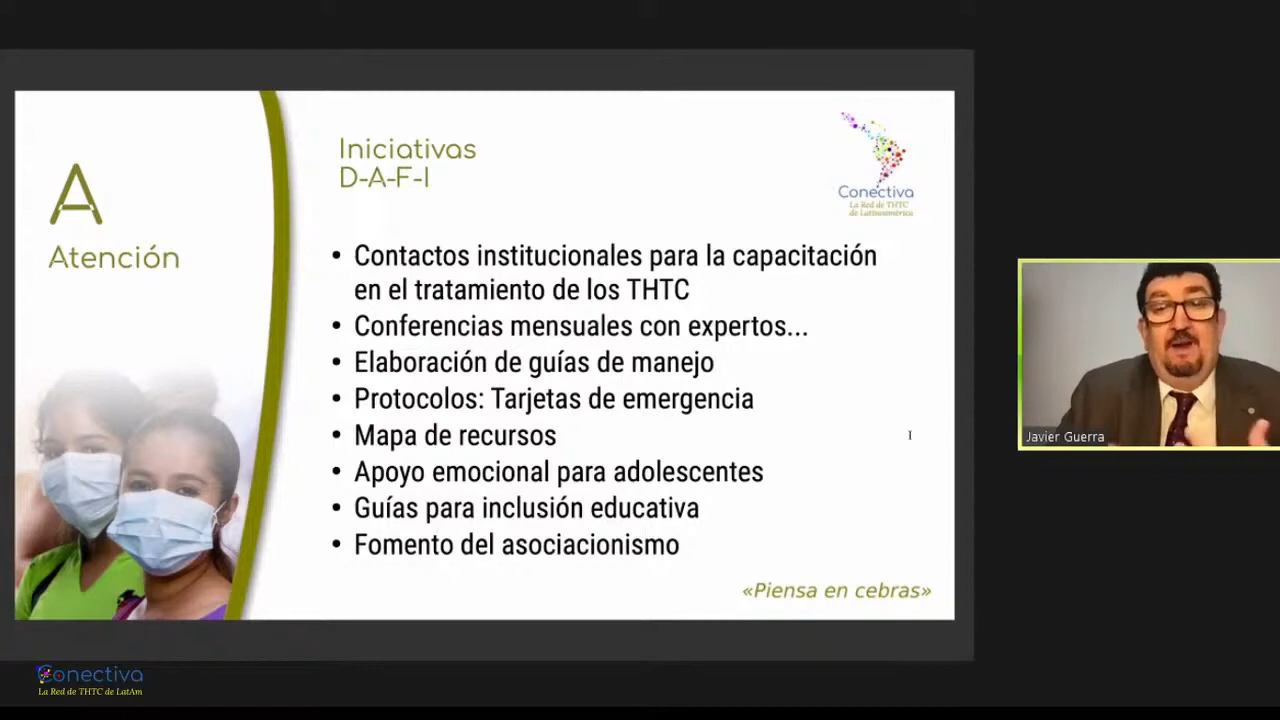 A
Atención
Iniciativas
D-A-F-I
Conectiva
La Red de THTC
de Latinoamérica
• Contactos institucionales para la capacitación
en el tratamiento de los THTC
• Conferencias mensuales con expertos...
• Elaboración de guías de manejo
• Protocolos: Tarjetas de emergencia
• Mapa de recursos
• Apoyo emocional para adolescentes
• Guías para inclusión educativa
• Fomento del asociacionismo
«Piensa en cebras»
Javier Guerra
Conectiva
La Red de THTC de LatAm